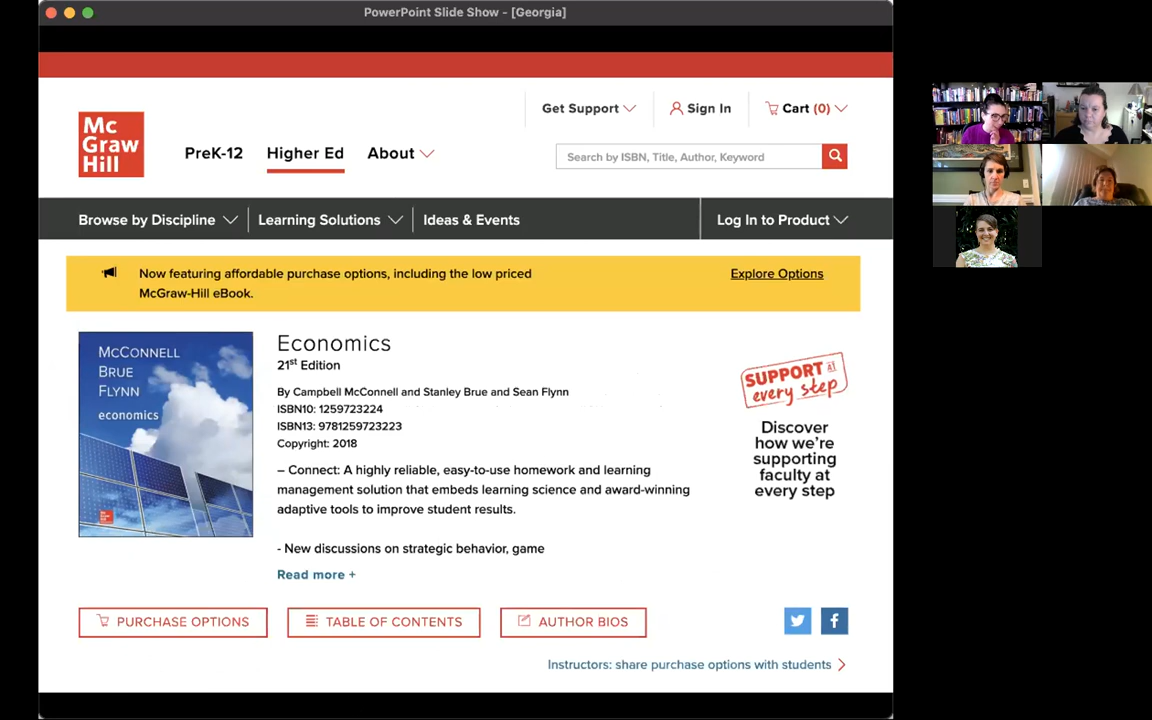 PowerPoint Slide Show - [Georgia]
Get Support
Sign In
Cart (0)
Mc
Graw
Hill
PreK-12
Higher Ed
About
Search by ISBN, Title, Author, Keyword
Browse by Discipline
Learning Solutions
Ideas & Events
Log In to Product
Now featuring affordable purchase options, including the low priced
McGraw-Hill eBook.
Explore Options
McConnell
Brue
Flynn
economics
Economics
21st Edition
By Campbell McConnell and Stanley Brue and Sean Flynn
ISBN10: 1259723224
ISBN13: 9781259723223
Copyright: 2018
– Connect: A highly reliable, easy-to-use homework and learning
management solution that embeds learning science and award-winning
adaptive tools to improve student results.
- New discussions on strategic behavior, game
Read more +
SUPPORT AT
every step
Discover
how we're
supporting
faculty at
every step
PURCHASE OPTIONS
TABLE OF CONTENTS
AUTHOR BIOS
Instructors: share purchase options with students